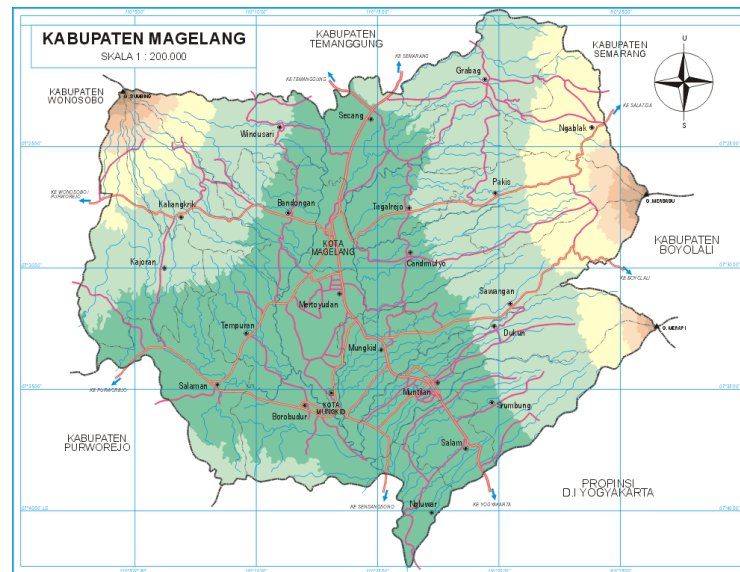 KABUPATEN MAGELANG
SKALA 1 : 200.000
KABUPATEN
TEMANGGUNG
KABUPATEN
SEMARANG
KABUPATEN
WONOSOBO
KABUPATEN
BOYOLALI
KABUPATEN
PURWOREJO
PROPINSI
D.I YOGYAKARTA
U
S
KE TEMANGGUNG
KE SEMARANG
KE SALATIGA
KE WONOSOBO/
PURWOREJO
KE BOYOLALI
KE PURWOREJO
KE SENDANGSONO
KE YOGYAKARTA
G. SUMBING
G. MERBABU
G. MERAPI
Grabag
Secang
Windusari
Ngablak
Pakis
Bandongan
Tegalrejo
Kaliangkrik
KOTA
MAGELANG
Candimulyo
Kajoran
Mertoyudan
Sawangan
Tempuran
Dukun
Mungkid
Salaman
Muntilan
KOTA
MUNGKID
Borobudur
Srumbung
Salam
Ngluwar